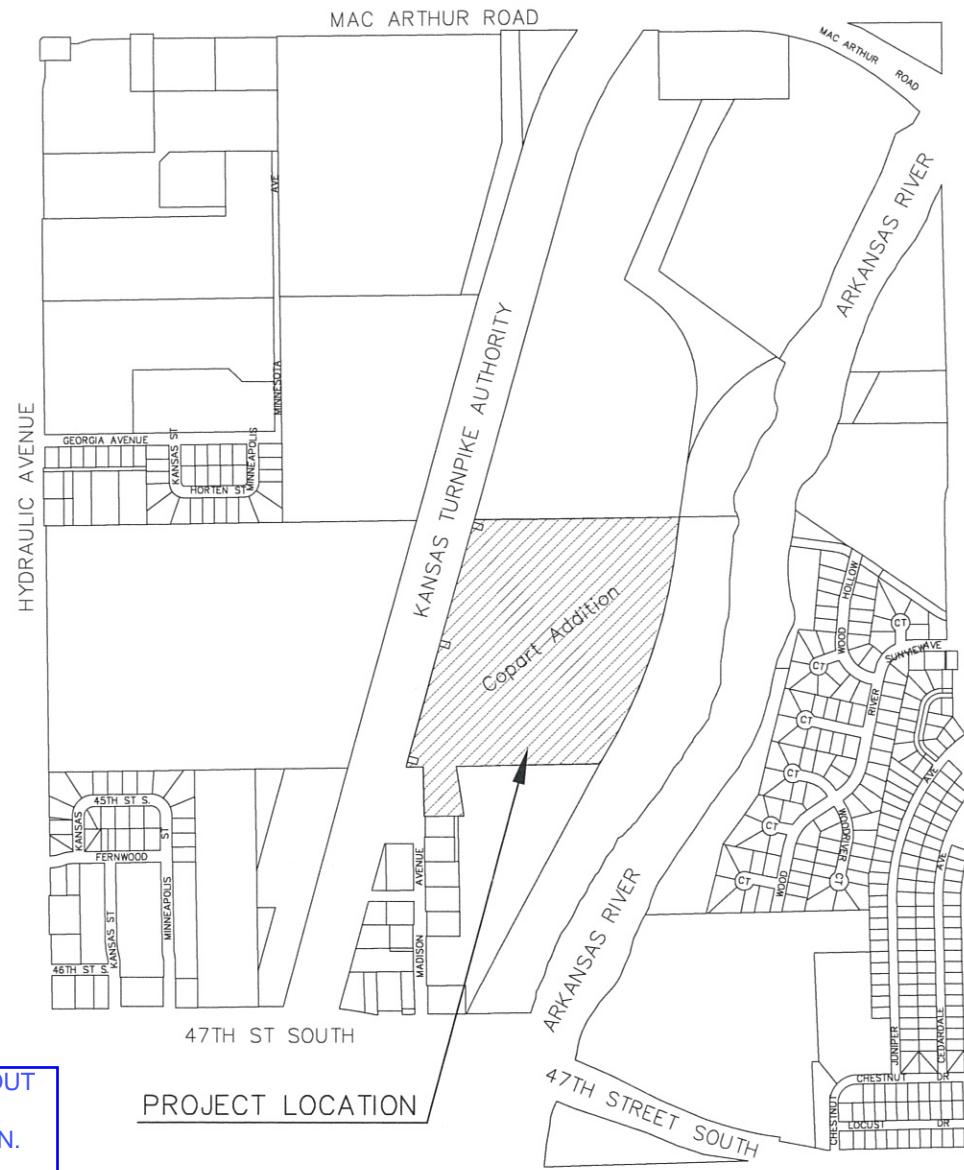 MAC ARTHUR ROAD
MAC ARTHUR ROAD
ARKANSAS RIVER
AVE
MINNESOTA
KANSAS TURNPIKE AUTHORITY
HYDRAULIC AVENUE
GEORGIA AVENUE
KANSAS ST
MINNEAPOLIS
HORTEN ST
Copart Addition
HOLLOW
WOOD
CT
SUNVIEW AVE
CT
RIVER
CT
CT
AVE
CT
WOODRIVER
CT
CT
WOOD
AVE
45TH ST S.
KANSAS
ST
FERNWOOD
KANSAS ST
MINNEAPOLIS
46TH ST S.
AVENUE
MADISON
ARKANSAS RIVER
47TH ST SOUTH
JUNIPER
CEDARDALE
47TH STREET SOUTH
CHESTNUT DR
CHESTNUT
LOCUST DR
PROJECT LOCATION
OUT
N.